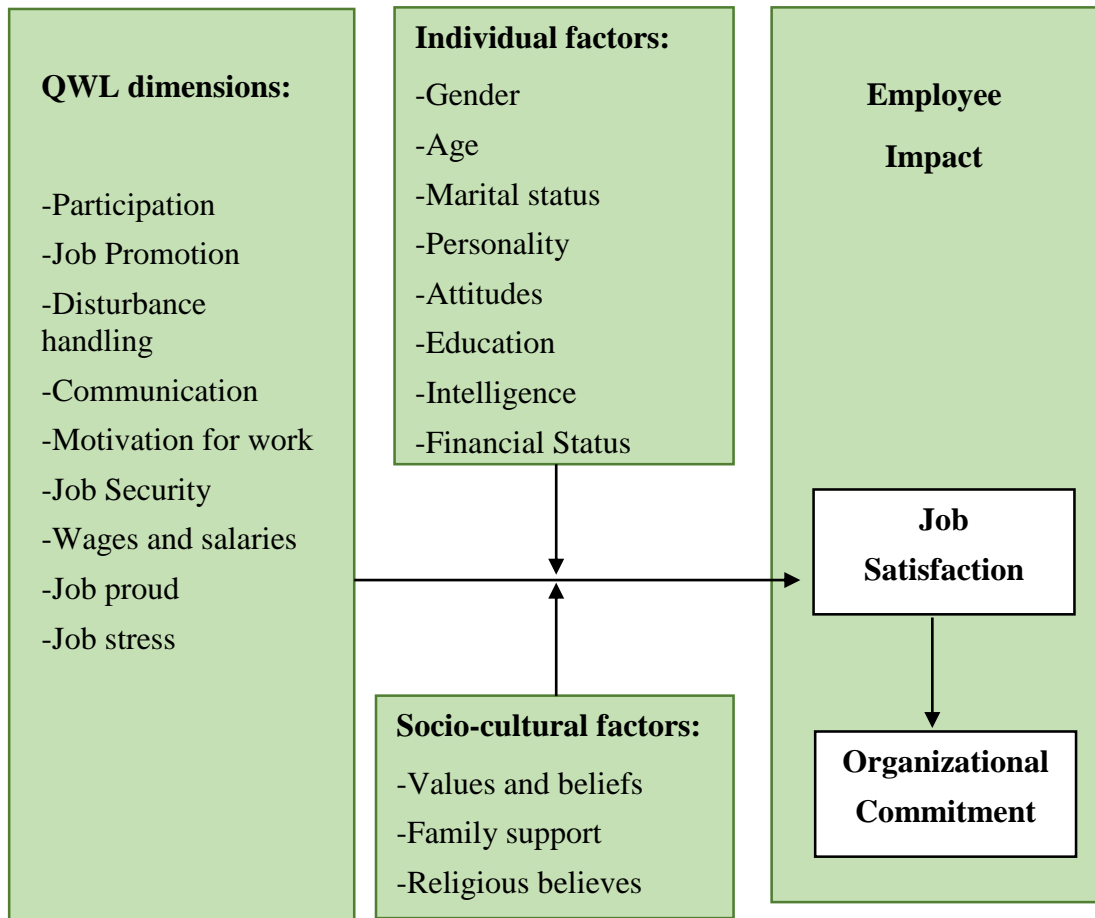 QWL dimensions:
-Participation
-Job Promotion
-Disturbance
handling
-Communication
-Motivation for work
-Job Security
-Wages and salaries
-Job proud
-Job stress
Individual factors:
-Gender
-Age
-Marital status
-Personality
-Attitudes
-Education
-Intelligence
-Financial Status
Socio-cultural factors:
-Values and beliefs
-Family support
-Religious believes
Employee
Impact
Job
Satisfaction
Organizational
Commitment